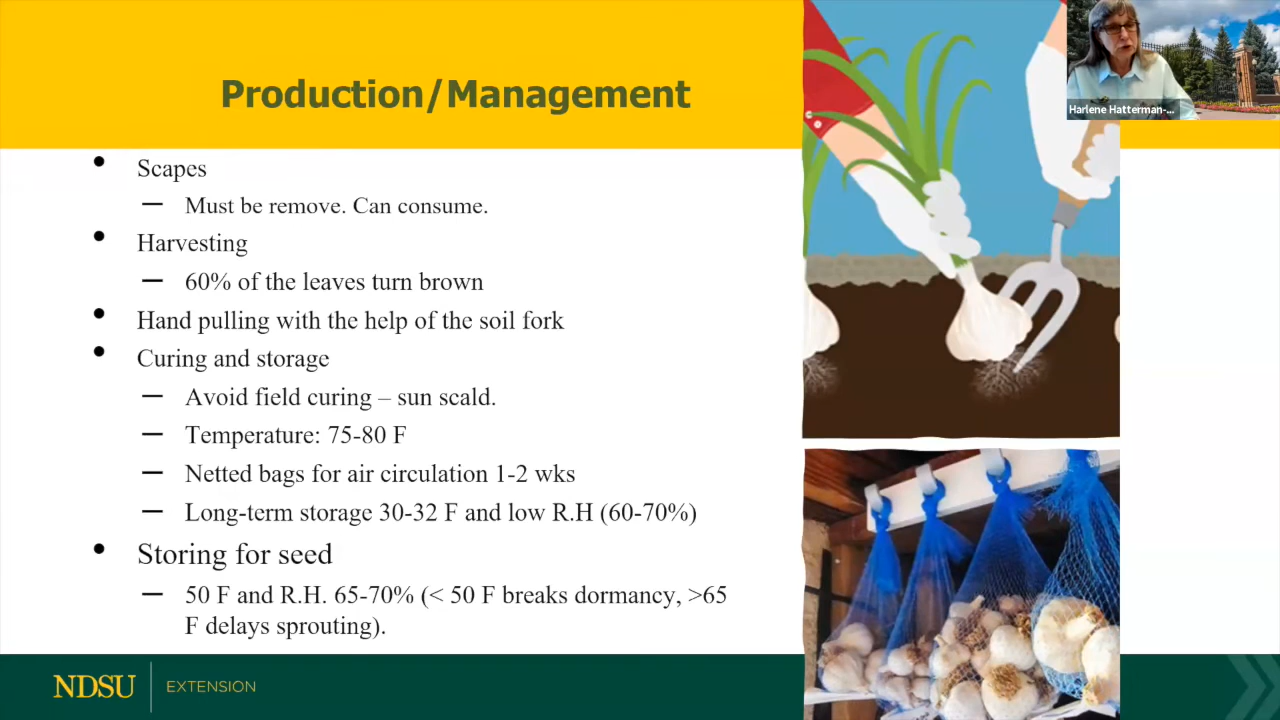 Production/Management
Harlene Hatterman-...
• Scapes
— Must be remove. Can consume.
• Harvesting
— 60% of the leaves turn brown
• Hand pulling with the help of the soil fork
• Curing and storage
— Avoid field curing – sun scald.
— Temperature: 75-80 F
— Netted bags for air circulation 1-2 wks
— Long-term storage 30-32 F and low R.H (60-70%)
• Storing for seed
— 50 F and R.H. 65-70% (< 50 F breaks dormancy, >65
F delays sprouting).
NDSU EXTENSION